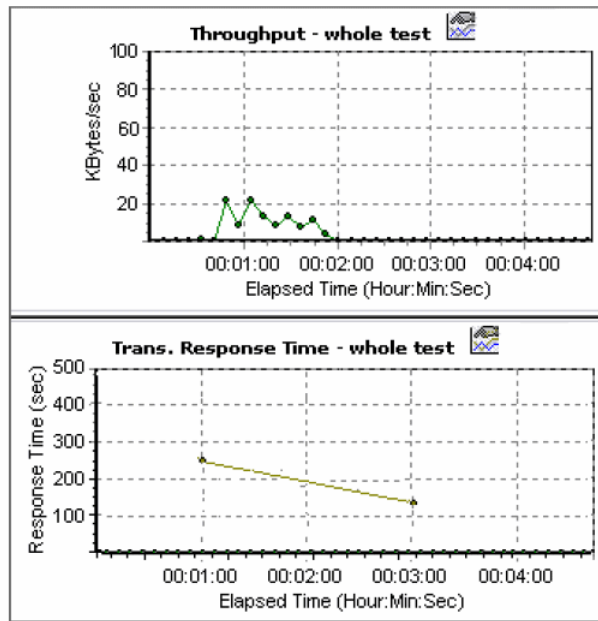 Throughput - whole test
KBytes/sec
100
80
60
40
20
00:01:00 00:02:00 00:03:00 00:04:00
Elapsed Time (Hour:Min:Sec)
Trans. Response Time - whole test
Response Time (sec)
500
400
300
200
100
00:01:00 00:02:00 00:03:00 00:04:00
Elapsed Time (Hour:Min:Sec)